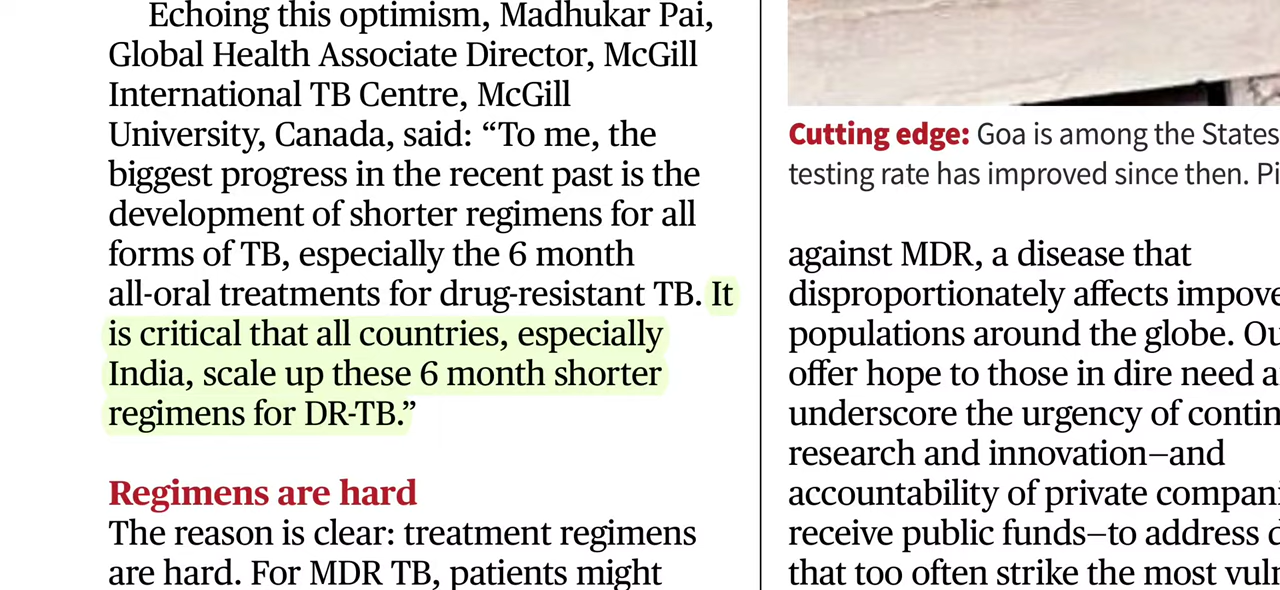 Echoing this optimism, Madhukar Pai,
Global Health Associate Director, McGill
International TB Centre, McGill
University, Canada, said: “To me, the
biggest progress in the recent past is the
development of shorter regimens for all
forms of TB, especially the 6 month
all-oral treatments for drug-resistant TB. It
is critical that all countries, especially
India, scale up these 6 month shorter
regimens for DR-TB.”
Regimens are hard
The reason is clear: treatment regimens
are hard. For MDR TB, patients might
Cutting edge: Goa is among the States
testing rate has improved since then.
against MDR, a disease that
disproportionately affects
populations around the globe.
offer hope to those in dire need
underscore the urgency of
research and innovation—and
accountability of private
receive public funds—to address
that too often strike the most